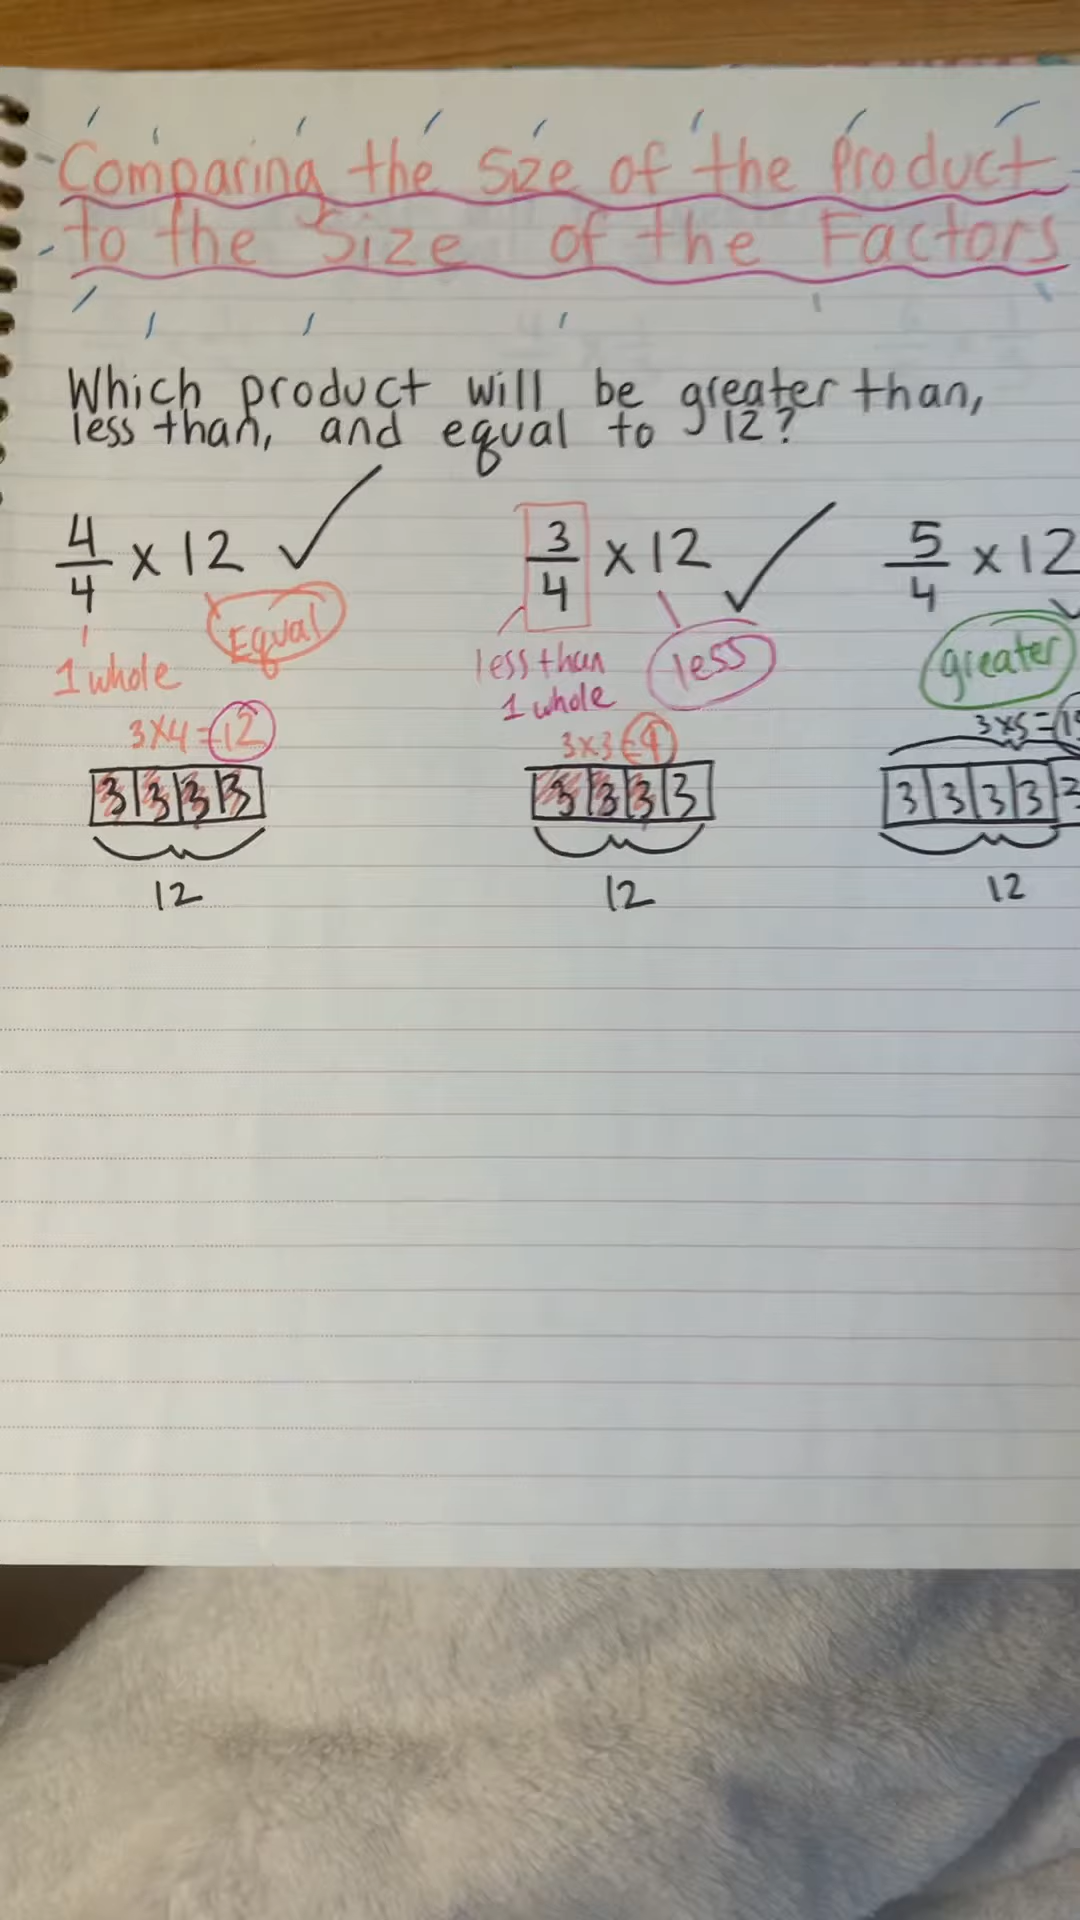 Comparing the Size of the Product
to the Size of the Factors
Which product will be greater than,
less than, and equal to 12?
4/4 x 12 ✓
3/4 x 12 ✓
5/4 x 12
1 whole
Equal
less than
1 whole
less
greater
3x4=12
3x3=9
3x5=
3 3 3 3
3 3 3 3
3 3 3 3
12
12
12